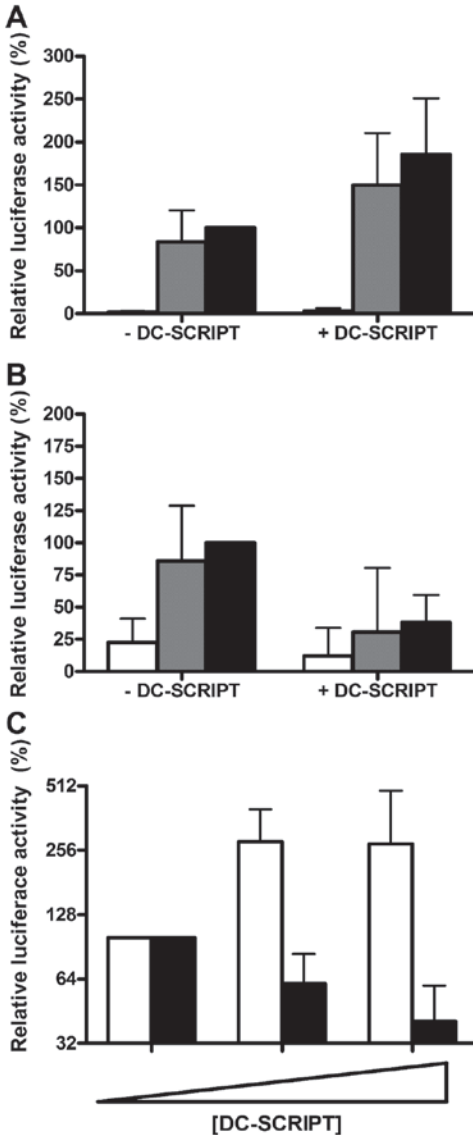 A
Relative luciferase activity (%)
300
250
200
150
100
50
0
- DC-SCRIPT + DC-SCRIPT
B
Relative luciferase activity (%)
200
175
150
125
100
75
50
25
0
- DC-SCRIPT + DC-SCRIPT
C
Relative luciferace activity (%)
512
256
128
64
32
[DC-SCRIPT]